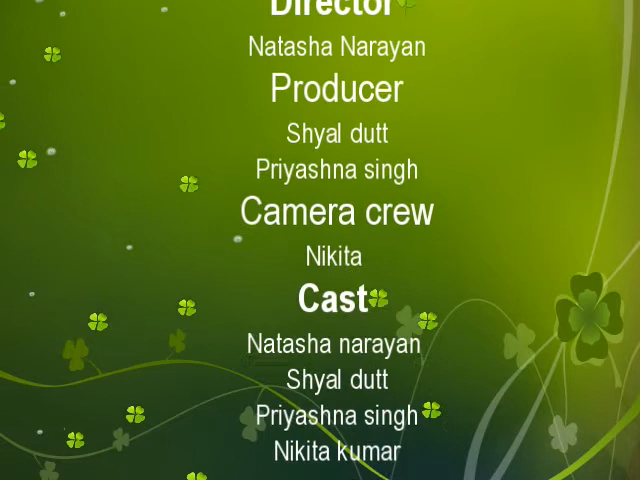 Director
Natasha Narayan
Producer
Shyal dutt
Priyashna singh
Camera crew
Nikita
Cast
Natasha narayan
Shyal dutt
Priyashna singh
Nikita kumar